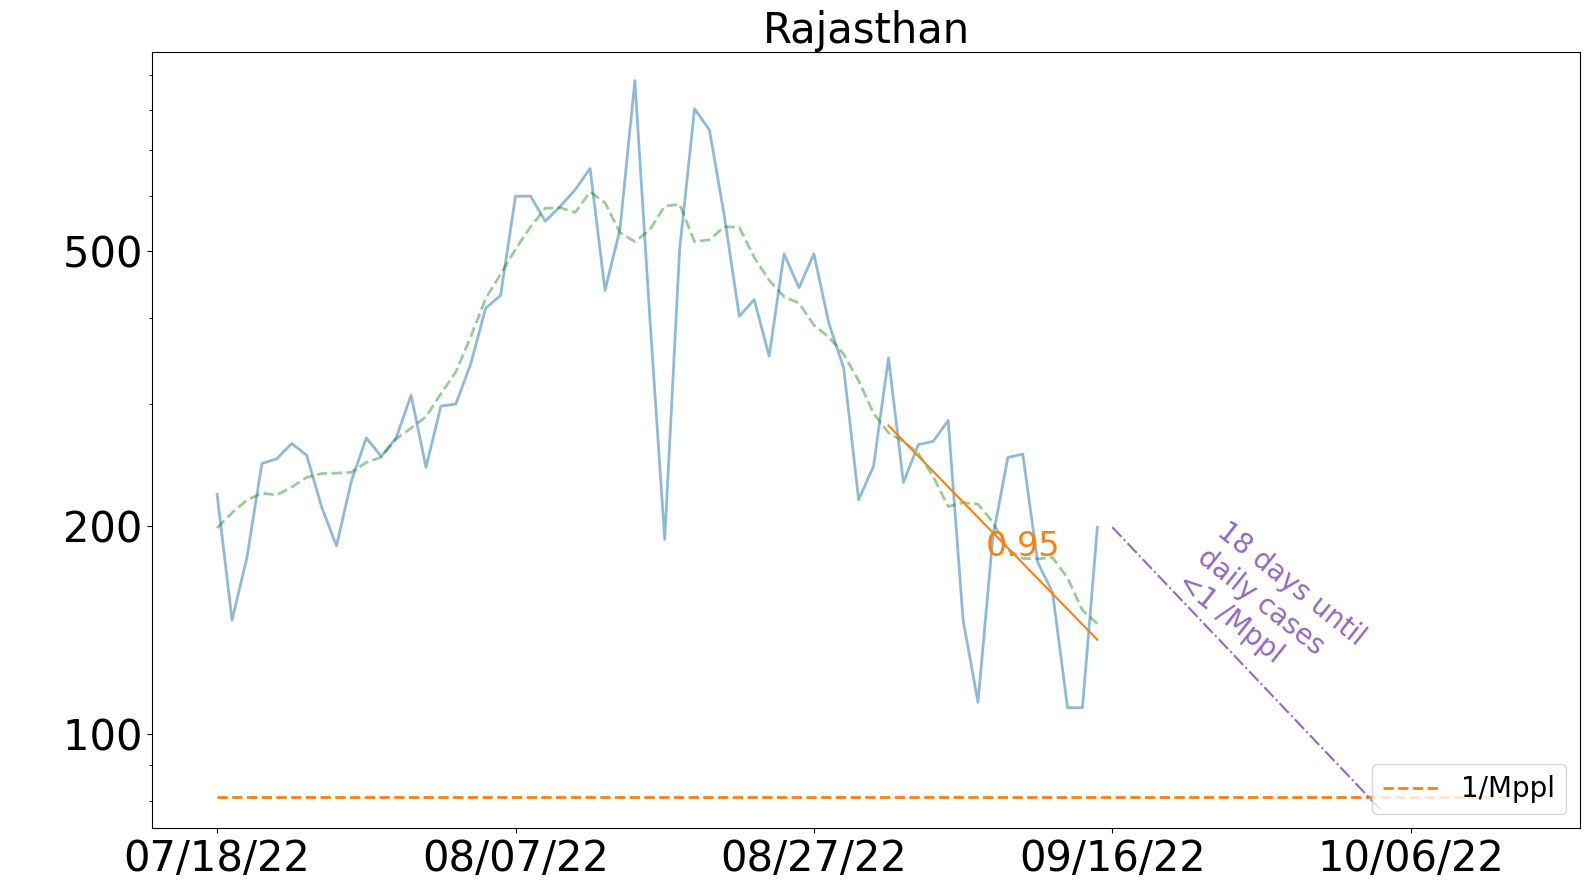 Rajasthan
500
200
100
0.95
18 days until
daily cases
<1 /Mppl
1/Mppl
07/18/22
08/07/22
08/27/22
09/16/22
10/06/22